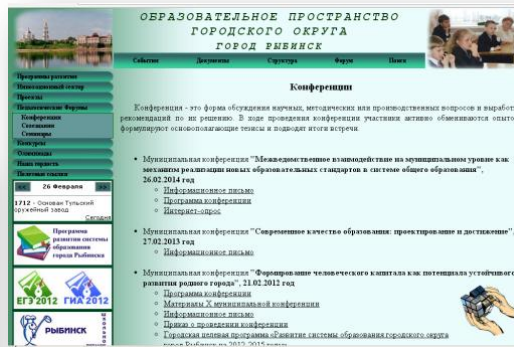 ОБРАЗОВАТЕЛЬНОЕ ПРОСТРАНСТВО
ГОРОДСКОГО ОКРУГА
ГОРОД РЫБИНСК
События Документы Структура Форум Поиск
Программы развития
Инновационный сектор
Проекты
Педагогические Форумы
Конференции
Совещания
Семинары
Конкурсы
Олимпиады
Наша гордость
Полезные ссылки
<< 26 Февраля >>
1712 - Основан Тульский
оружейный завод
Сегодня
Программа
развития системы
образования
города Рыбинска
ЕГЭ 2012 ГИА 2012
РЫБИНСК
Конференции
Конференция - это форма обсуждения научных, методических или производственных вопросов и выработ
рекомендаций по их решению. В ходе проведения конференции участники активно обмениваются опыто
формулируют основополагающие тезисы и подводят итоги встречи.
Муниципальная конференция "Межведомственное взаимодействие на муниципальном уровне как
механизм реализации новых образовательных стандартов в системе общего образования",
26.02.2014 год
Информационное письмо
Программа конференции
Интернет-опрос
Муниципальная конференция "Современное качество образования: проектирование и достижение",
27.02.2013 год
Информационное письмо
Муниципальная конференция "Формирование человеческого капитала как потенциала устойчивого
развития родного города", 21.02.2012 год
Программа конференции
Материалы X муниципальной конференции
Информационное письмо
Приказ о проведении конференции
Городская целевая программа «Развитие системы образования городского округа
город Рыбинск на 2012-2015 годы»